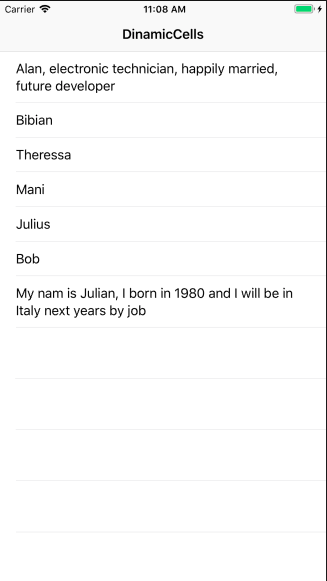 Carrier 11:08 AM
DinamicCells
Alan, electronic technician, happily married,
future developer
Bibian
Theressa
Mani
Julius
Bob
My nam is Julian, I born in 1980 and I will be in
Italy next years by job